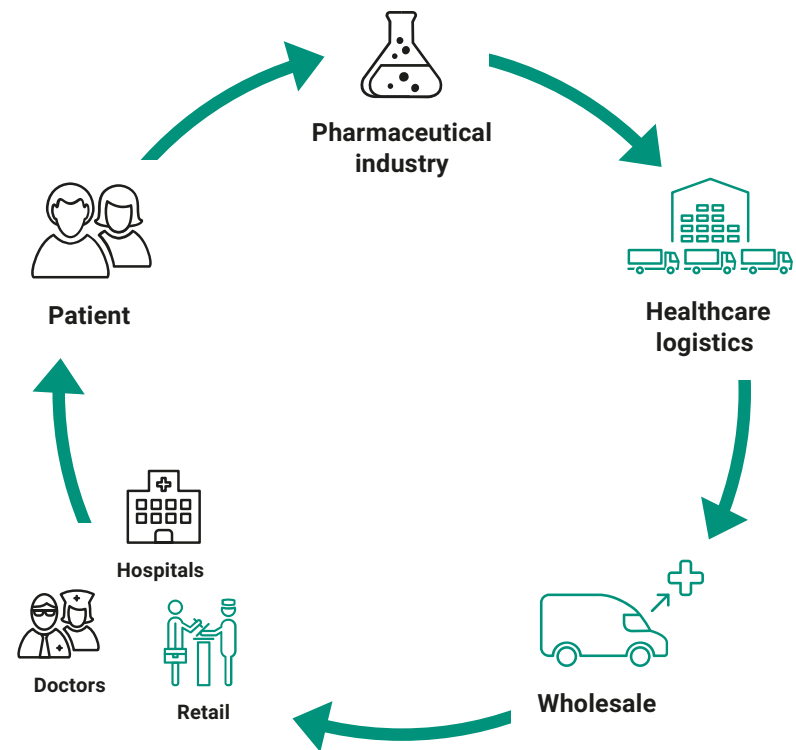 Pharmaceutical
industry
Healthcare
logistics
Wholesale
Retail
Doctors
Hospitals
Patient